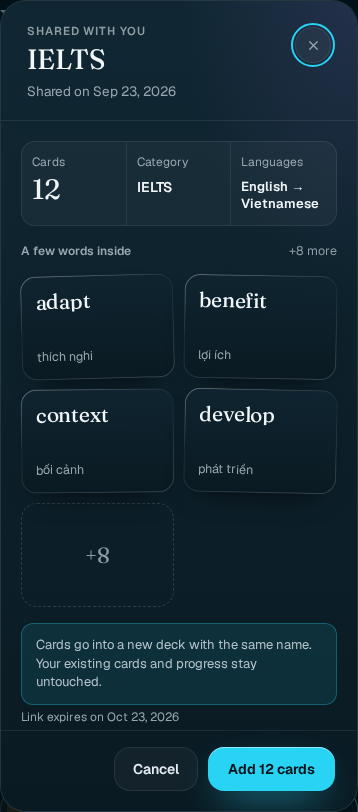 SHARED WITH YOU
IELTS
Shared on Sep 23, 2026
Cards
12
Category
IELTS
Languages
English →
Vietnamese
A few words inside
+8 more
adapt
thích nghi
benefit
lợi ích
context
bối cảnh
develop
phát triển
+8
Cards go into a new deck with the same name.
Your existing cards and progress stay
untouched.
Link expires on Oct 23, 2026
Cancel
Add 12 cards